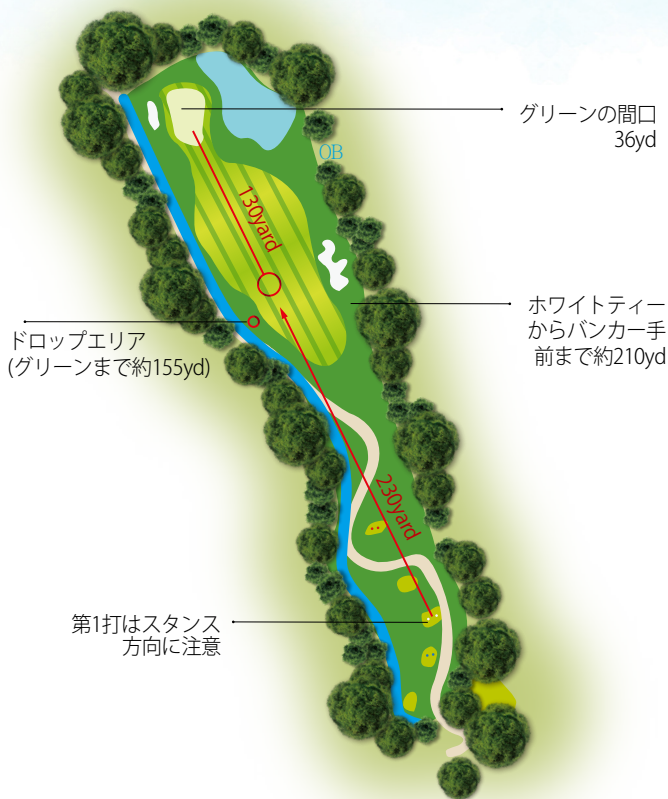 グリーンの間口
36yd
OB
130yard
ホワイトティー
からバンカー手
前まで約210yd
ドロップエリア
(グリーンまで約155yd)
230yard
第1打はスタンス
方向に注意